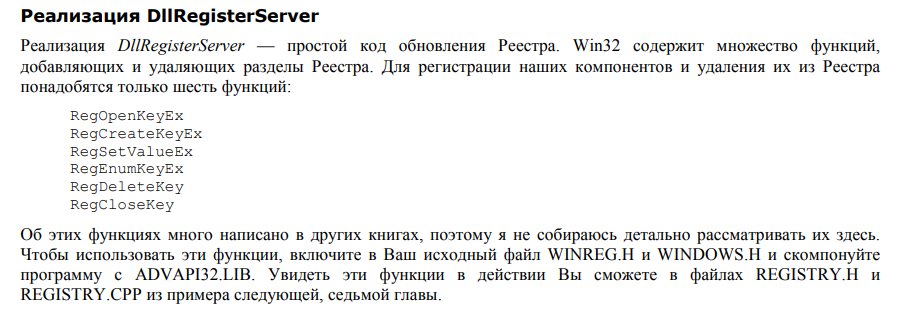 Реализация DllRegisterServer
Реализация DllRegisterServer — простой код обновления Реестра. Win32 содержит множество функций,
добавляющих и удаляющих разделы Реестра. Для регистрации наших компонентов и удаления их из Реестра
понадобятся только шесть функций:
RegOpenKeyEx
RegCreateKeyEx
RegSetValueEx
RegEnumKeyEx
RegDeleteKey
RegCloseKey
Об этих функциях много написано в других книгах, поэтому я не собираюсь детально рассматривать их здесь.
Чтобы использовать эти функции, включите в Ваш исходный файл WINREG.H и WINDOWS.H и скомпонуйте
программу с ADVAPI32.LIB. Увидеть эти функции в действии Вы сможете в файлах REGISTRY.H и
REGISTRY.CPP из примера следующей, седьмой главы.